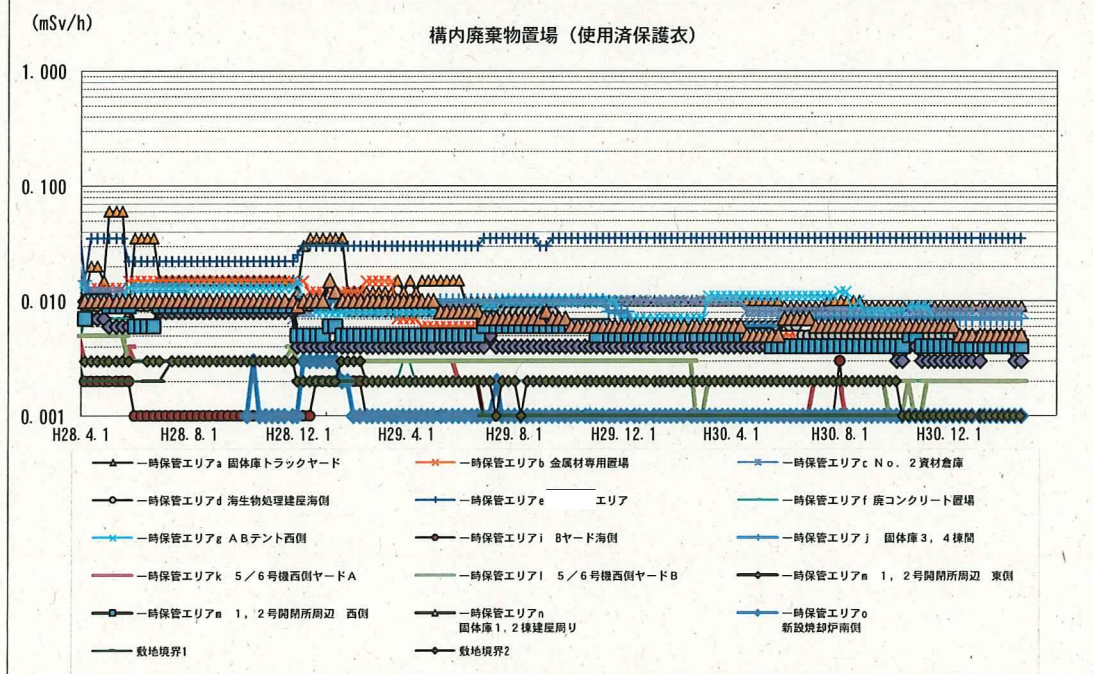 (mSv/h)
構内廃棄物置場（使用済保護衣）
1.000
0.100
0.010
0.001
H28.4.1 H28.8.1 H28.12.1 H29.4.1 H29.8.1 H29.12.1 H30.4.1 H30.8.1 H30.12.1
一時保管エリアa 固体庫トラックヤード
一時保管エリアb 金属材専用置場
一時保管エリアc No. 2資材倉庫
一時保管エリアd 海生物処理建屋海側
一時保管エリアe エリア
一時保管エリアf 廃コンクリート置場
一時保管エリアg ABテント西側
一時保管エリアi Bヤード海側
一時保管エリアj 固体庫3, 4棟間
一時保管エリアk 5／6号機西側ヤードA
一時保管エリアl 5／6号機西側ヤードB
一時保管エリアm 1, 2号開閉所周辺 東側
一時保管エリアm 1, 2号開閉所周辺 西側
一時保管エリアn
固体庫1, 2棟建屋周り
一時保管エリアo
新設焼却炉南側
敷地境界1
敷地境界2